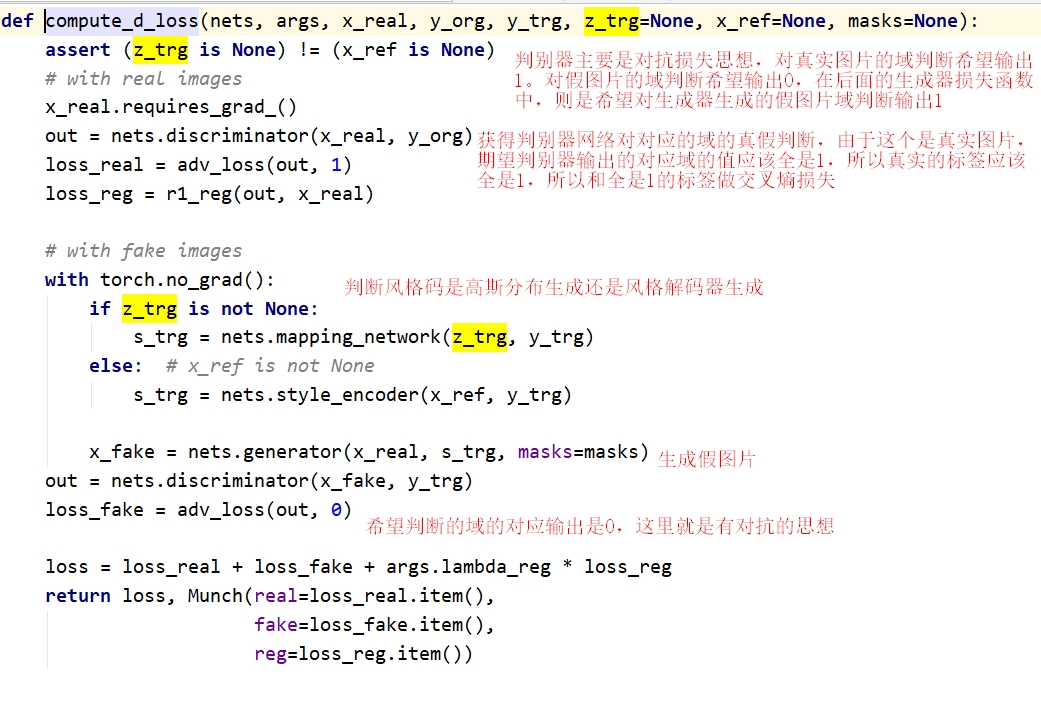 def compute_d_loss(nets, args, x_real, y_org, y_trg, z_trg=None, x_ref=None, masks=None):
    assert (z_trg is None) != (x_ref is None)
判别器主要是对抗损失思想，对真实图片的域判断希望输出
1。对假图片的域判断希望输出0，在后面的生成器损失函数
中，则是希望对生成器生成的假图片域判断输出1
    # with real images
    x_real.requires_grad_()
    out = nets.discriminator(x_real, y_org)
获得判别器网络对对应的域的真假判断，由于这个是真实图片，
期望判别器输出的对应域的值应该全是1，所以真实的标签应该
全是1，所以和全是1的标签做交叉熵损失
    loss_real = adv_loss(out, 1)
    loss_reg = r1_reg(out, x_real)
    # with fake images
    with torch.no_grad():
判断风格码是高斯分布生成还是风格解码器生成
        if z_trg is not None:
            s_trg = nets.mapping_network(z_trg, y_trg)
        else:  # x_ref is not None
            s_trg = nets.style_encoder(x_ref, y_trg)
        x_fake = nets.generator(x_real, s_trg, masks=masks)
生成假图片
    out = nets.discriminator(x_fake, y_trg)
    loss_fake = adv_loss(out, 0)
希望判断的域的对应输出是0，这里就是有对抗的思想
    loss = loss_real + loss_fake + args.lambda_reg * loss_reg
    return loss, Munch(real=loss_real.item(),
                       fake=loss_fake.item(),
                       reg=loss_reg.item())